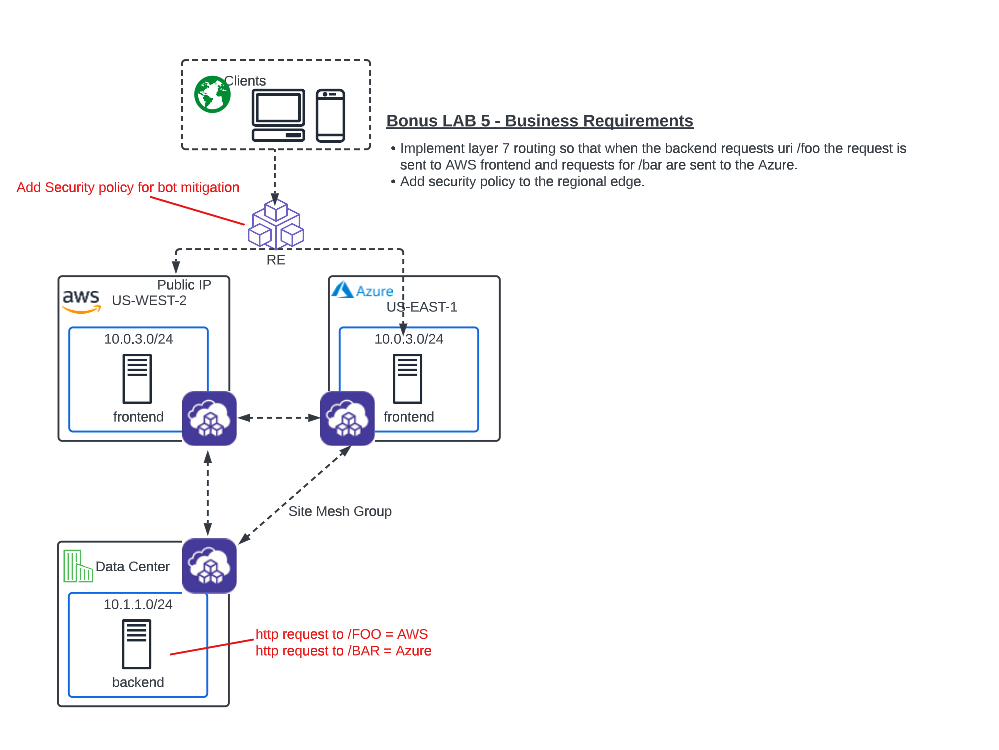 Clients
Bonus LAB 5 - Business Requirements
• Implement layer 7 routing so that when the backend requests uri /foo the request is
sent to AWS frontend and requests for /bar are sent to the Azure.
• Add security policy to the regional edge.
Add Security policy for bot mitigation
RE
Public IP
aws
US-WEST-2
10.0.3.0/24
frontend
Azure
US-EAST-1
10.0.3.0/24
frontend
Site Mesh Group
Data Center
10.1.1.0/24
backend
http request to /FOO = AWS
http request to /BAR = Azure